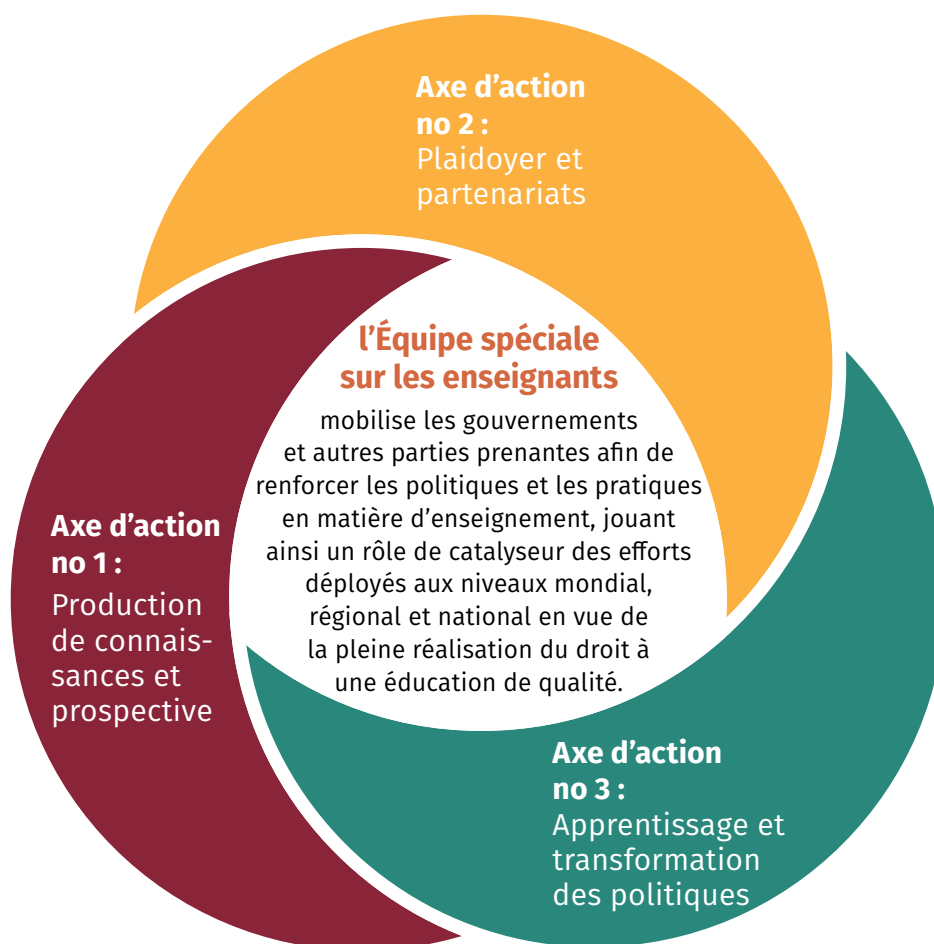 Axe d’action
no 2 :
Plaidoyer et
partenariats
l’Équipe spéciale
sur les enseignants
mobilise les gouvernements
et autres parties prenantes afin de
renforcer les politiques et les pratiques
en matière d’enseignement, jouant
ainsi un rôle de catalyseur des efforts
déployés aux niveaux mondial,
régional et national en vue de
la pleine réalisation du droit à
une éducation de qualité.
Axe d’action
no 1 :
Production
de connais-
sances et
prospective
Axe d’action
no 3 :
Apprentissage et
transformation
des politiques